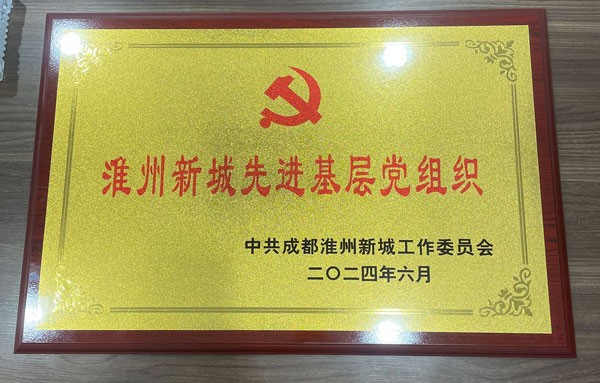 淮州新城先进基层党组织
中共成都淮州新城工作委员会
二〇二四年六月